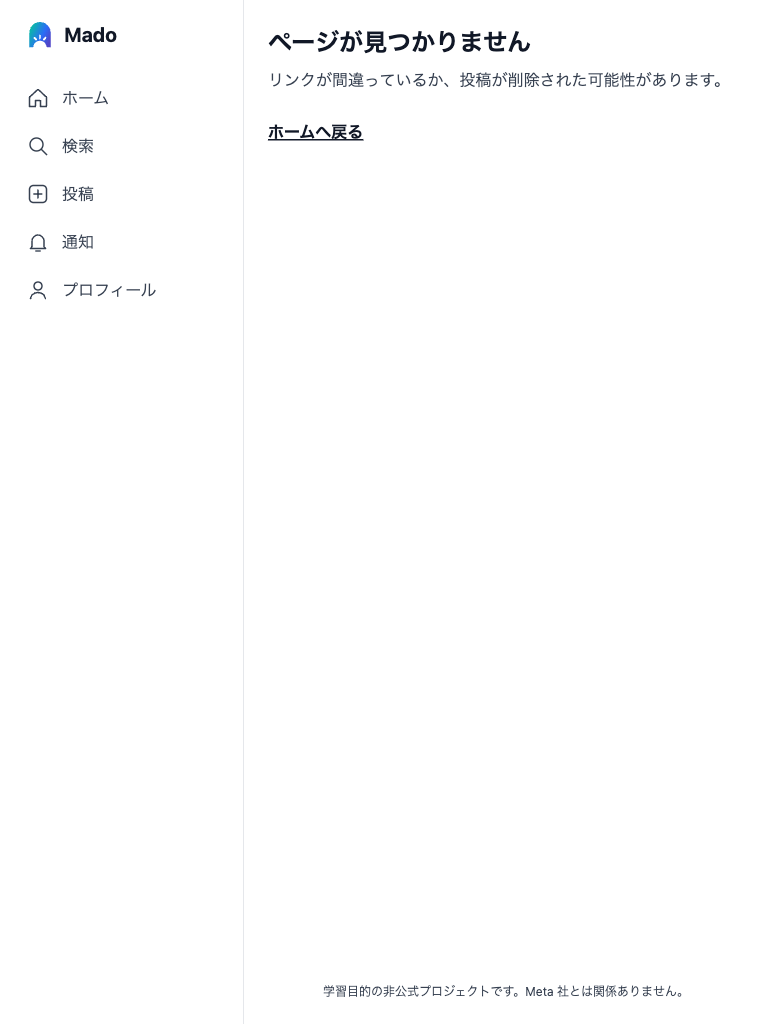 Mado
ホーム
検索
投稿
通知
プロフィール
ページが見つかりません
リンクが間違っているか、投稿が削除された可能性があります。
ホームへ戻る
学習目的の非公式プロジェクトです。Meta 社とは関係ありません。